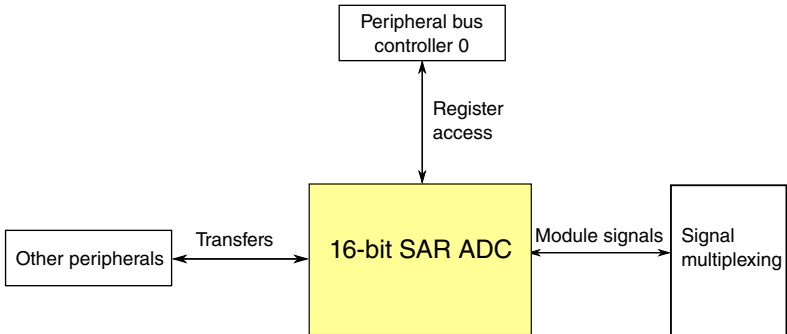 Peripheral bus
controller 0
Register
access
Other peripherals
Transfers
16-bit SAR ADC
Module signals
Signal
multiplexing